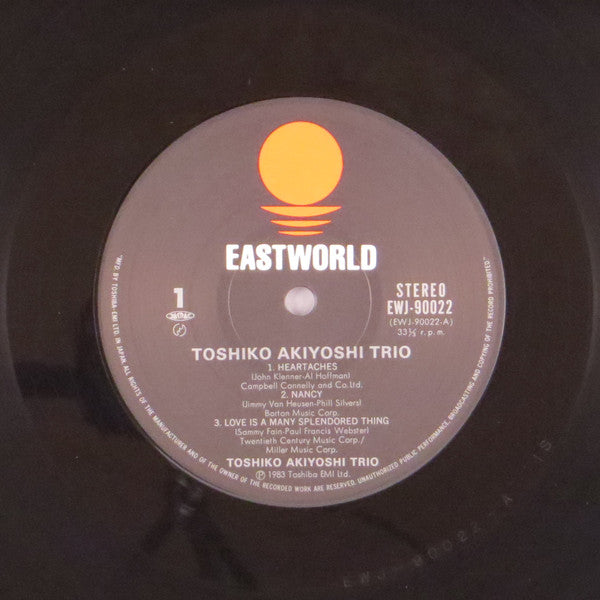 EASTWORLD
1
STEREO
EWJ-90022
(EWJ-90022-A)
33⅓ r.p.m.
TOSHIKO AKIYOSHI TRIO
1. HEARTACHES
(John Klenner-Al Hoffman)
Campbell Connelly and Co. Ltd.
2. NANCY
(Jimmy Van Heusen-Phill Silvers)
Barton Music Corp.
3. LOVE IS A MANY SPLENDORED THING
(Sammy Fain-Paul Francis Webster)
Twentieth Century Music Corp./
Miller Music Corp.
TOSHIKO AKIYOSHI TRIO
Ⓟ 1983 Toshiba EMI Ltd.
"MF'D. BY TOSHIBA-EMI LTD IN JAPAN. ALL RIGHTS OF THE MANUFACTURER AND OF THE OWNER OF THE RECORDED WORK ARE RESERVED. UNAUTHORIZED PUBLIC PERFORMANCE, BROADCASTING AND COPYING OF THE RECORD PROHIBITED"
EWJ-90022-A 1S